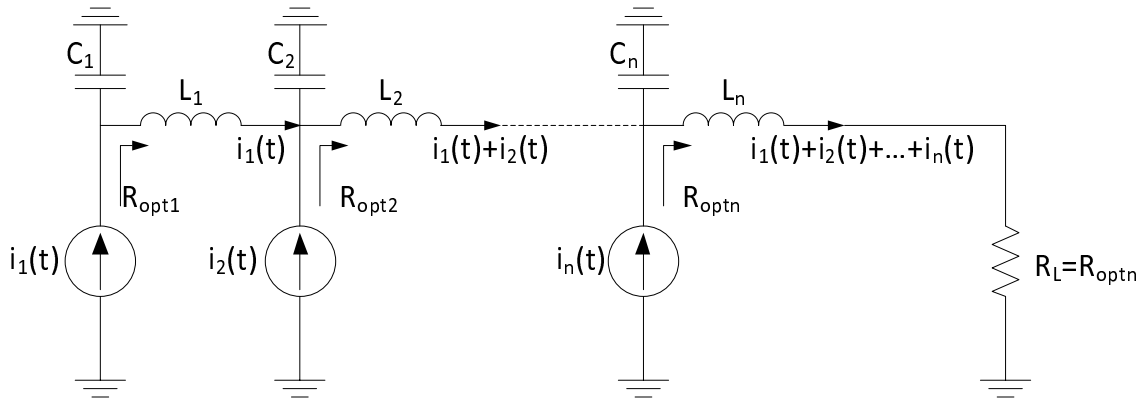 C₁
C₂
Cₙ
L₁
L₂
Lₙ
i₁(t)
i₁(t)+i₂(t)
i₁(t)+i₂(t)+...+iₙ(t)
Rₒₚₜ₁
Rₒₚₜ₂
Rₒₚₜₙ
i₁(t)
i₂(t)
iₙ(t)
R_L=Rₒₚₜₙ